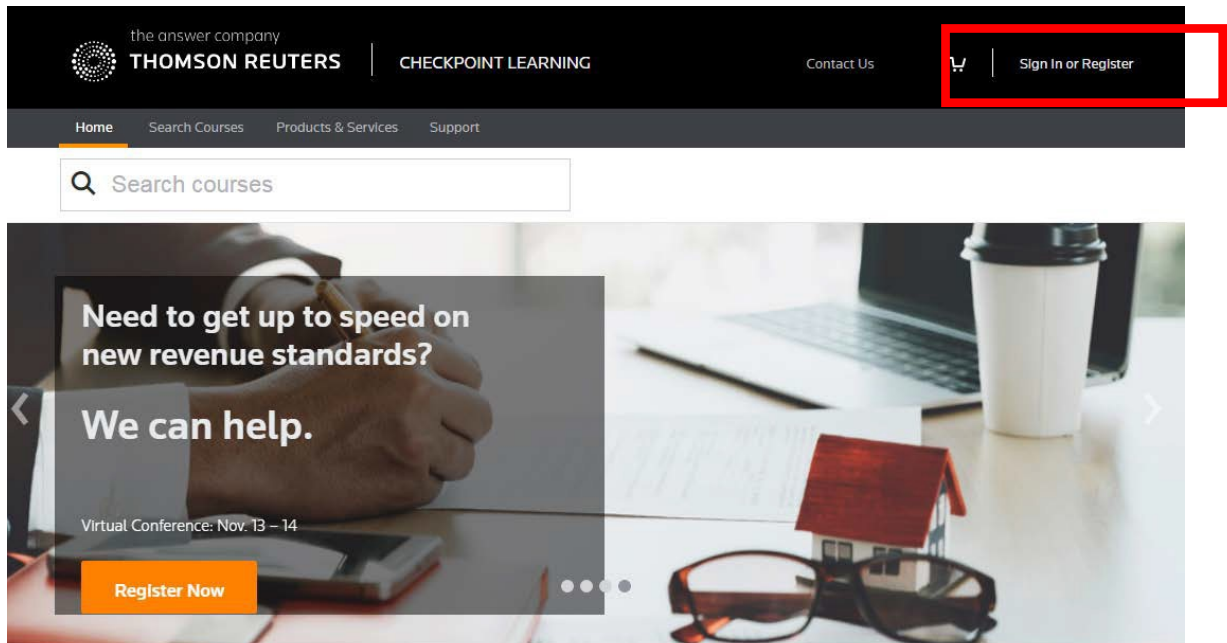 the answer company
THOMSON REUTERS
CHECKPOINT LEARNING
Contact Us
Sign In or Register
Home
Search Courses
Products & Services
Support
Search courses
Need to get up to speed on
new revenue standards?
We can help.
Virtual Conference: Nov. 13 – 14
Register Now